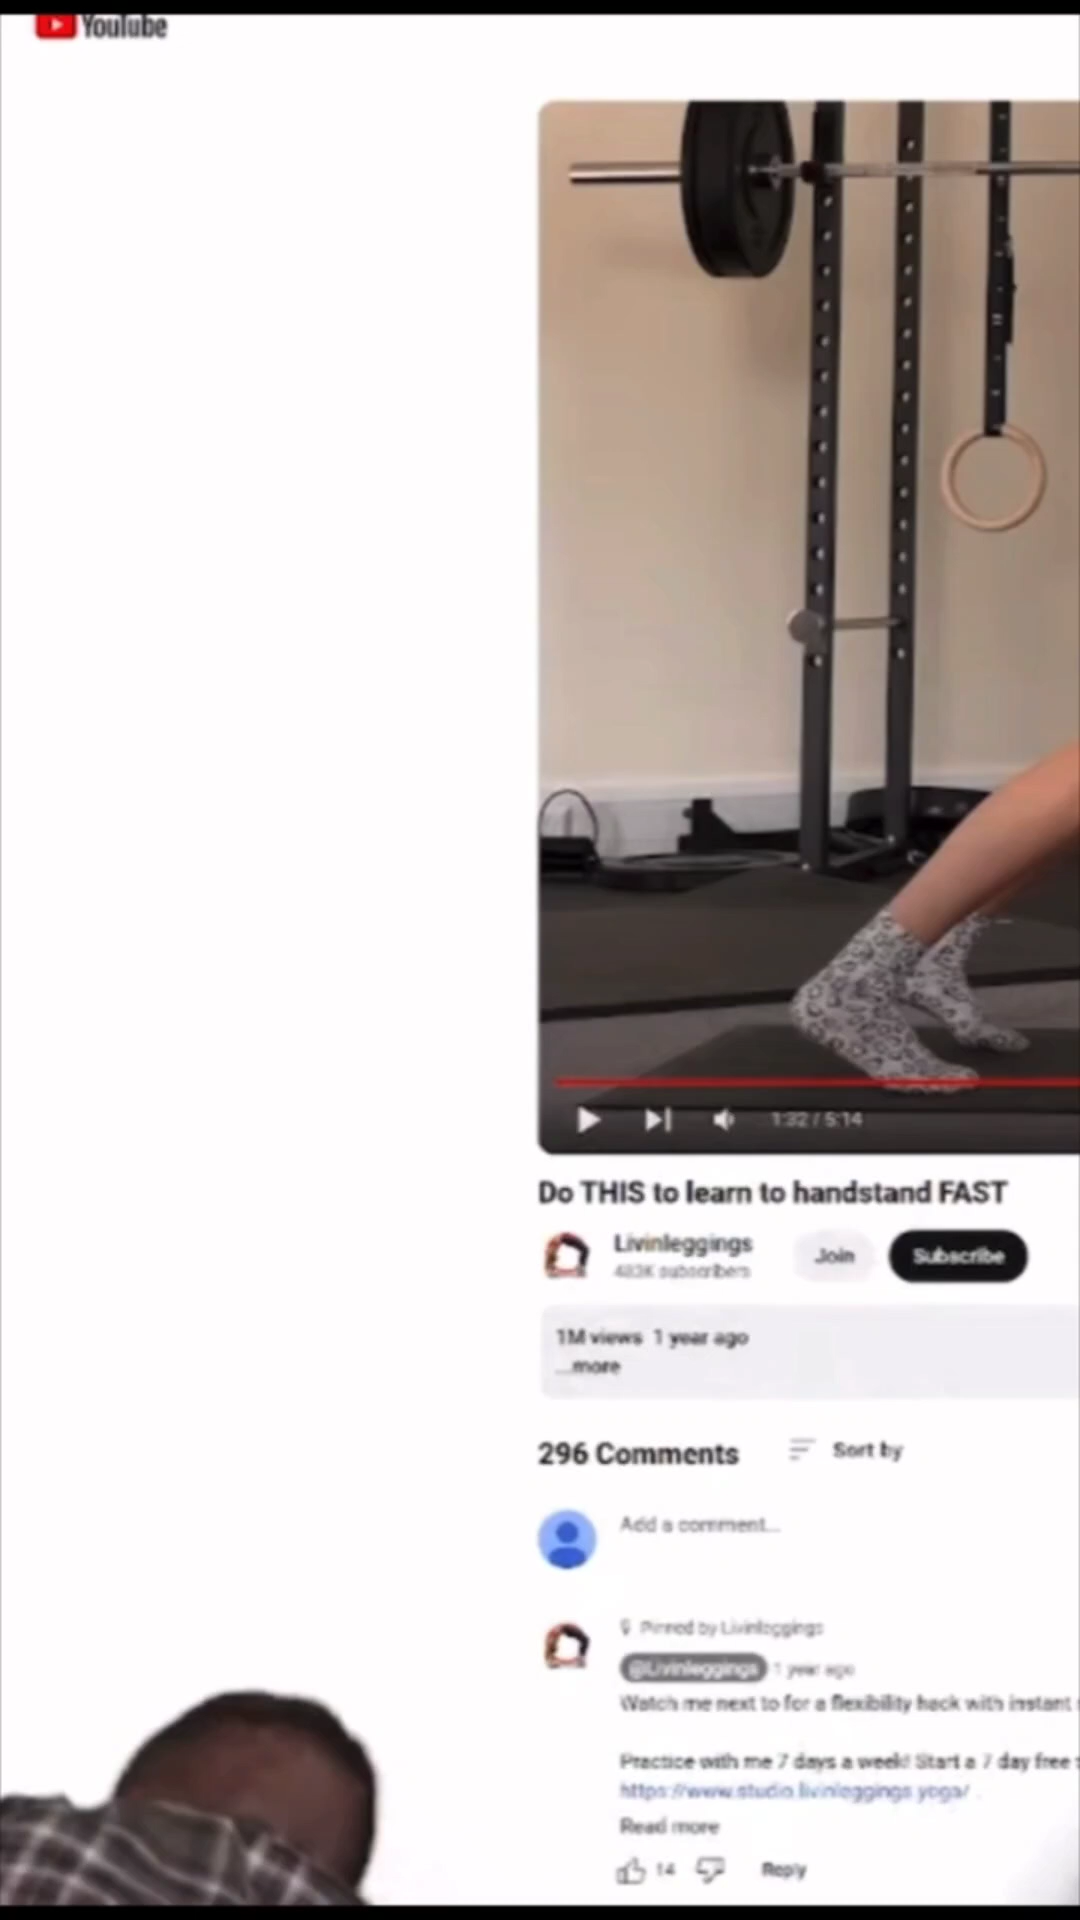 YouTube
1:32 / 5:14
Do THIS to learn to handstand FAST
Livinleggings
Join
Subscribe
subscribers
1M views 1 year ago
...more
296 Comments
Sort by
Add a comment...
Pinned by Livinleggings
@Livinleggings 1 year ago
Watch me next to for a flexibility hack with instant
Practice with me 7 days a week! Start a 7 day free
https://www.studio.livinleggings.yoga/
Read more
14
Reply